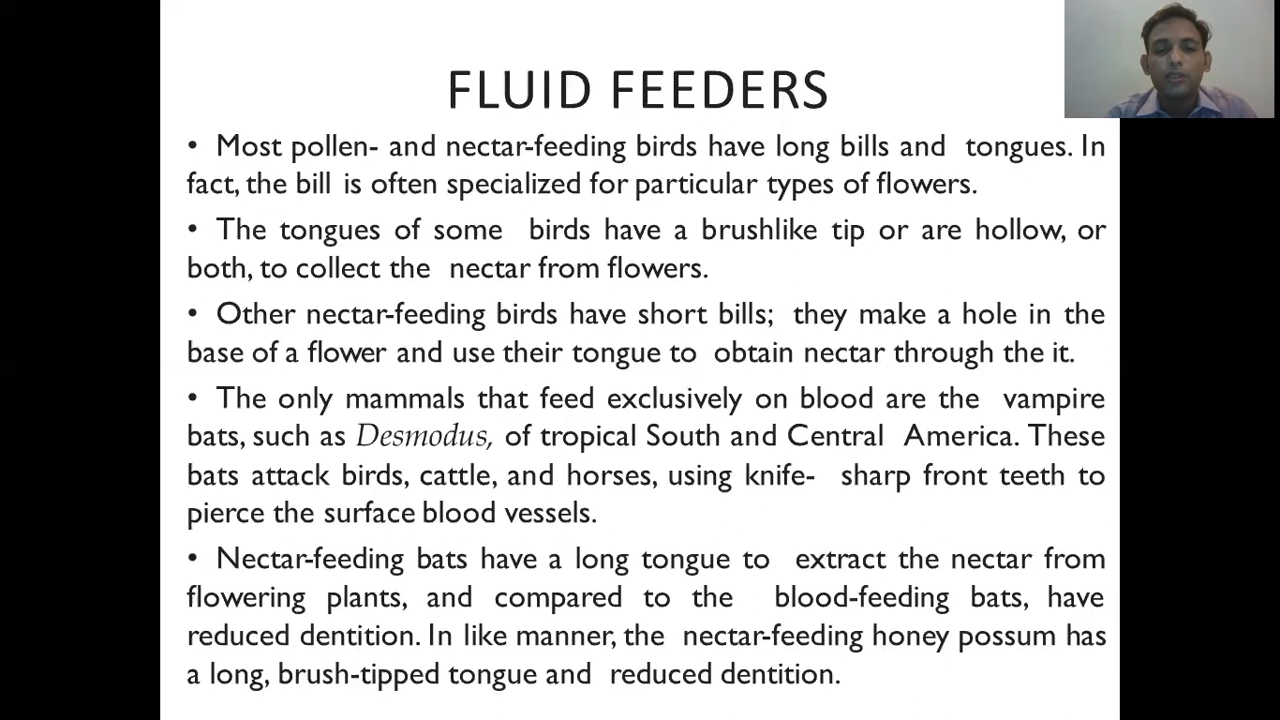 FLUID FEEDERS
• Most pollen- and nectar-feeding birds have long bills and tongues. In
fact, the bill is often specialized for particular types of flowers.
• The tongues of some birds have a brushlike tip or are hollow, or
both, to collect the nectar from flowers.
• Other nectar-feeding birds have short bills; they make a hole in the
base of a flower and use their tongue to obtain nectar through the it.
• The only mammals that feed exclusively on blood are the vampire
bats, such as Desmodus, of tropical South and Central America. These
bats attack birds, cattle, and horses, using knife- sharp front teeth to
pierce the surface blood vessels.
• Nectar-feeding bats have a long tongue to extract the nectar from
flowering plants, and compared to the blood-feeding bats, have
reduced dentition. In like manner, the nectar-feeding honey possum has
a long, brush-tipped tongue and reduced dentition.